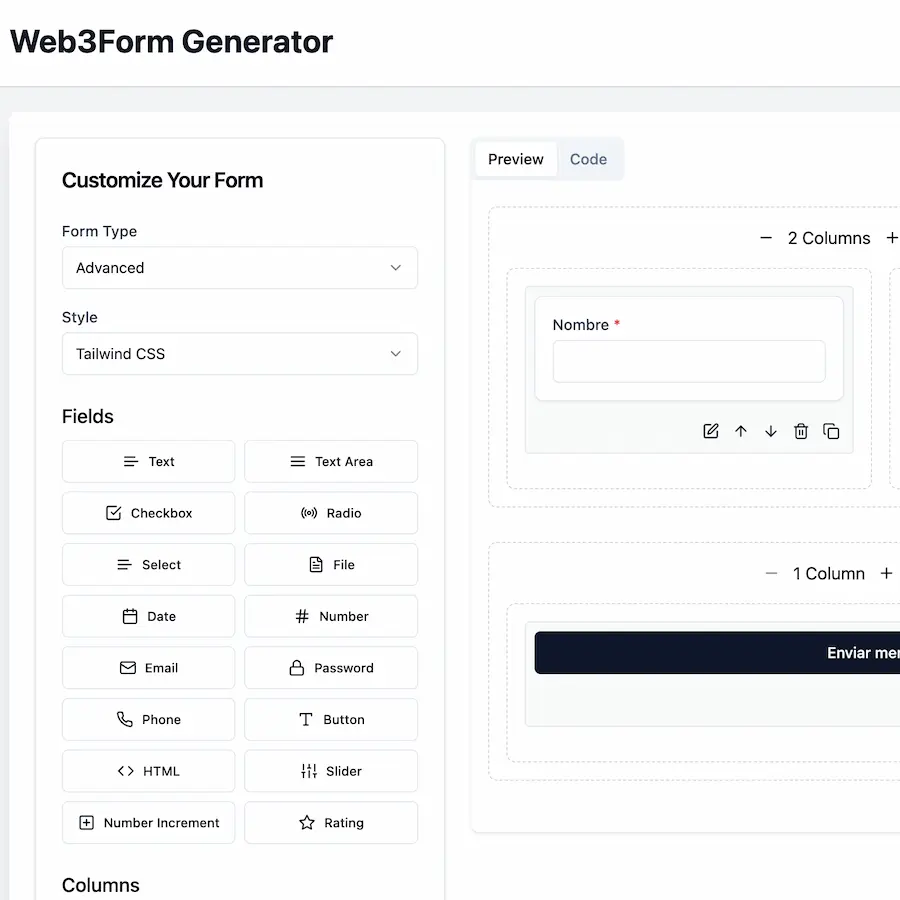 Web3Form Generator
Customize Your Form
Form Type
Advanced
Style
Tailwind CSS
Fields
Text
Text Area
Checkbox
Radio
Select
File
Date
Number
Email
Password
Phone
Button
HTML
Slider
Number Increment
Rating
Columns
Preview
Code
2 Columns
Nombre *
1 Column
Enviar